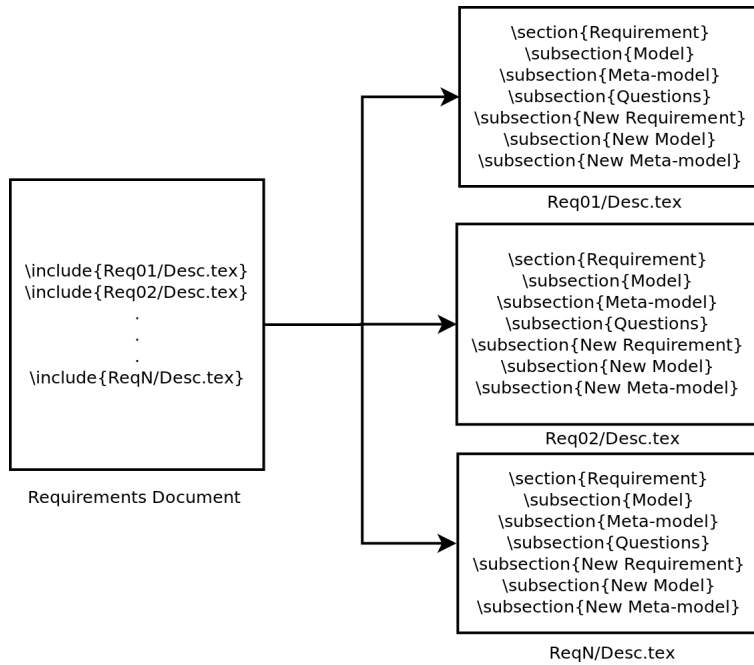 \include{Req01/Desc.tex}
\include{Req02/Desc.tex}
.
.
.
\include{ReqN/Desc.tex}
Requirements Document
\section{Requirement}
\subsection{Model}
\subsection{Meta-model}
\subsection{Questions}
\subsection{New Requirement}
\subsection{New Model}
\subsection{New Meta-model}
Req01/Desc.tex
\section{Requirement}
\subsection{Model}
\subsection{Meta-model}
\subsection{Questions}
\subsection{New Requirement}
\subsection{New Model}
\subsection{New Meta-model}
Req02/Desc.tex
\section{Requirement}
\subsection{Model}
\subsection{Meta-model}
\subsection{Questions}
\subsection{New Requirement}
\subsection{New Model}
\subsection{New Meta-model}
ReqN/Desc.tex